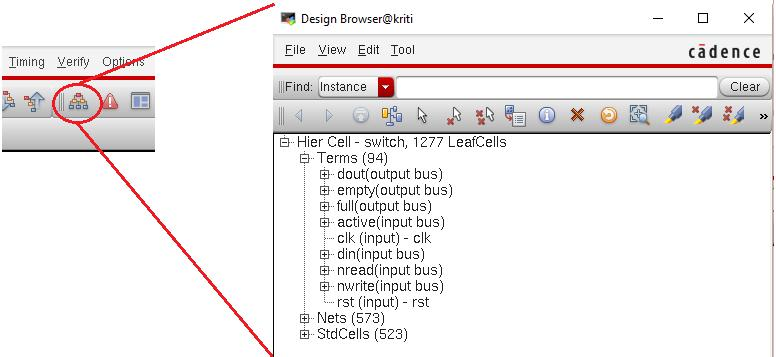 Timing Verify Options
Design Browser@kriti
File View Edit Tool
cādence
Find: Instance Clear
»
Hier Cell - switch, 1277 LeafCells
Terms (94)
dout(output bus)
empty(output bus)
full(output bus)
active(input bus)
clk (input) - clk
din(input bus)
nread(input bus)
nwrite(input bus)
rst (input) - rst
Nets (573)
StdCells (523)